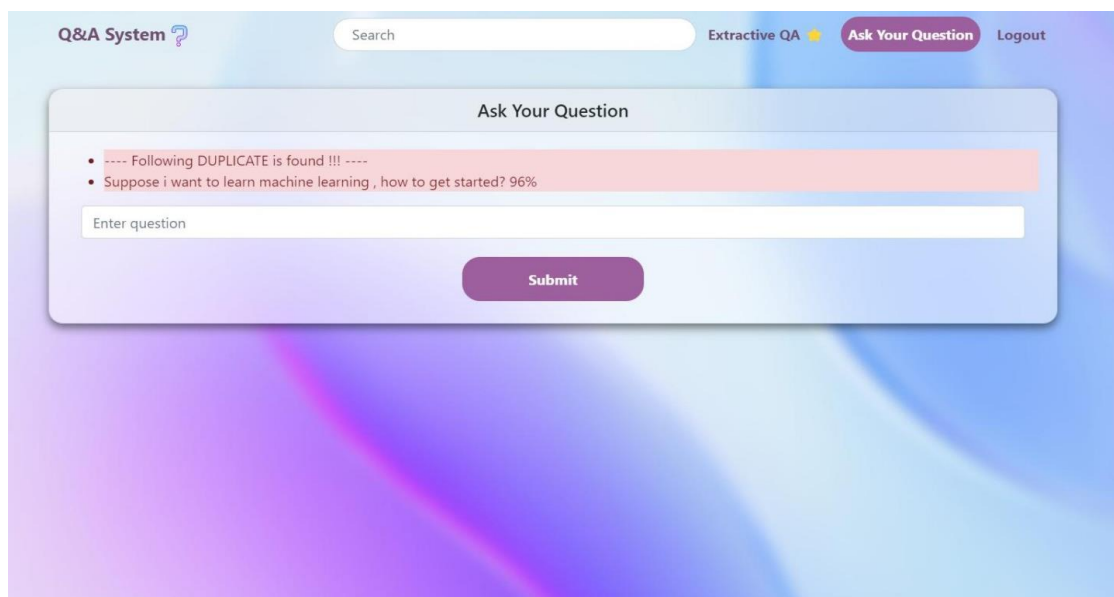 Q&A System
Search
Extractive QA
Ask Your Question
Logout
Ask Your Question
---- Following DUPLICATE is found !!! ----
Suppose i want to learn machine learning , how to get started? 96%
Enter question
Submit